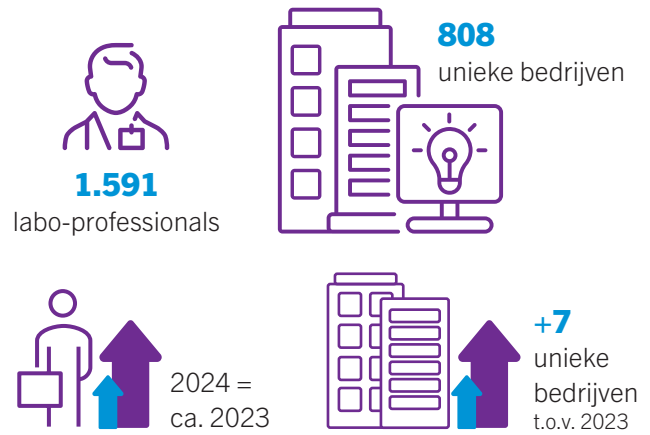 808
unieke bedrijven
1.591
labo-professionals
2024 =
ca. 2023
+7
unieke
bedrijven
t.o.v. 2023